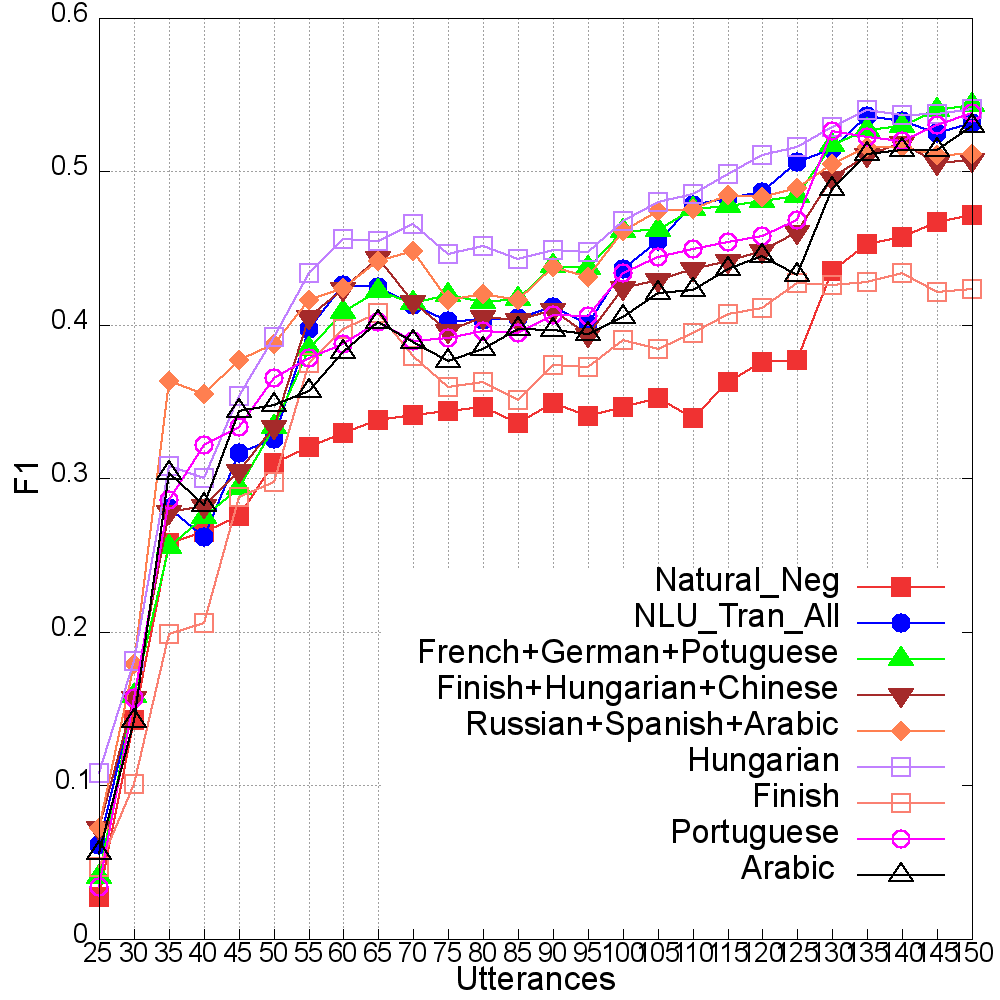 0.6
0.5
0.4
0.3
0.2
0.1
0
F1
25 30 35 40 45 50 55 60 65 70 75 80 85 90 95 100 105 110 115 120 125 130 135 140 145 150
Utterances
Natural_Neg
NLU_Tran_All
French+German+Potuguese
Finish+Hungarian+Chinese
Russian+Spanish+Arabic
Hungarian
Finish
Portuguese
Arabic